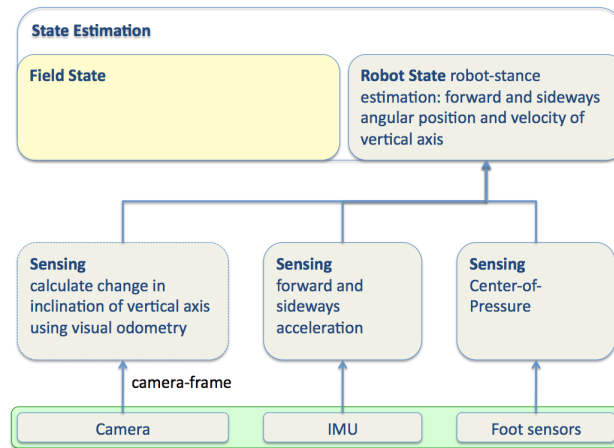 State Estimation
Field State
Robot State robot-stance
estimation: forward and sideways
angular position and velocity of
vertical axis
Sensing
calculate change in
inclination of vertical axis
using visual odometry
Sensing
forward and
sideways
acceleration
Sensing
Center-of-
Pressure
camera-frame
Camera
IMU
Foot sensors